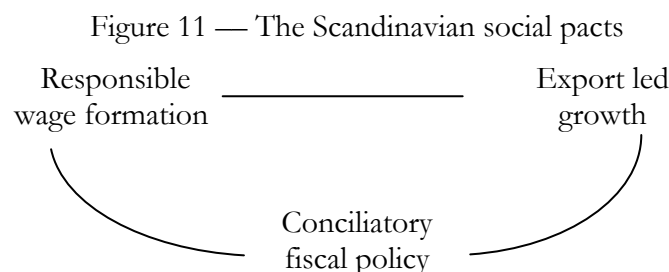 Figure 11 — The Scandinavian social pacts
Responsible
wage formation
Export led
growth
Conciliatory
fiscal policy